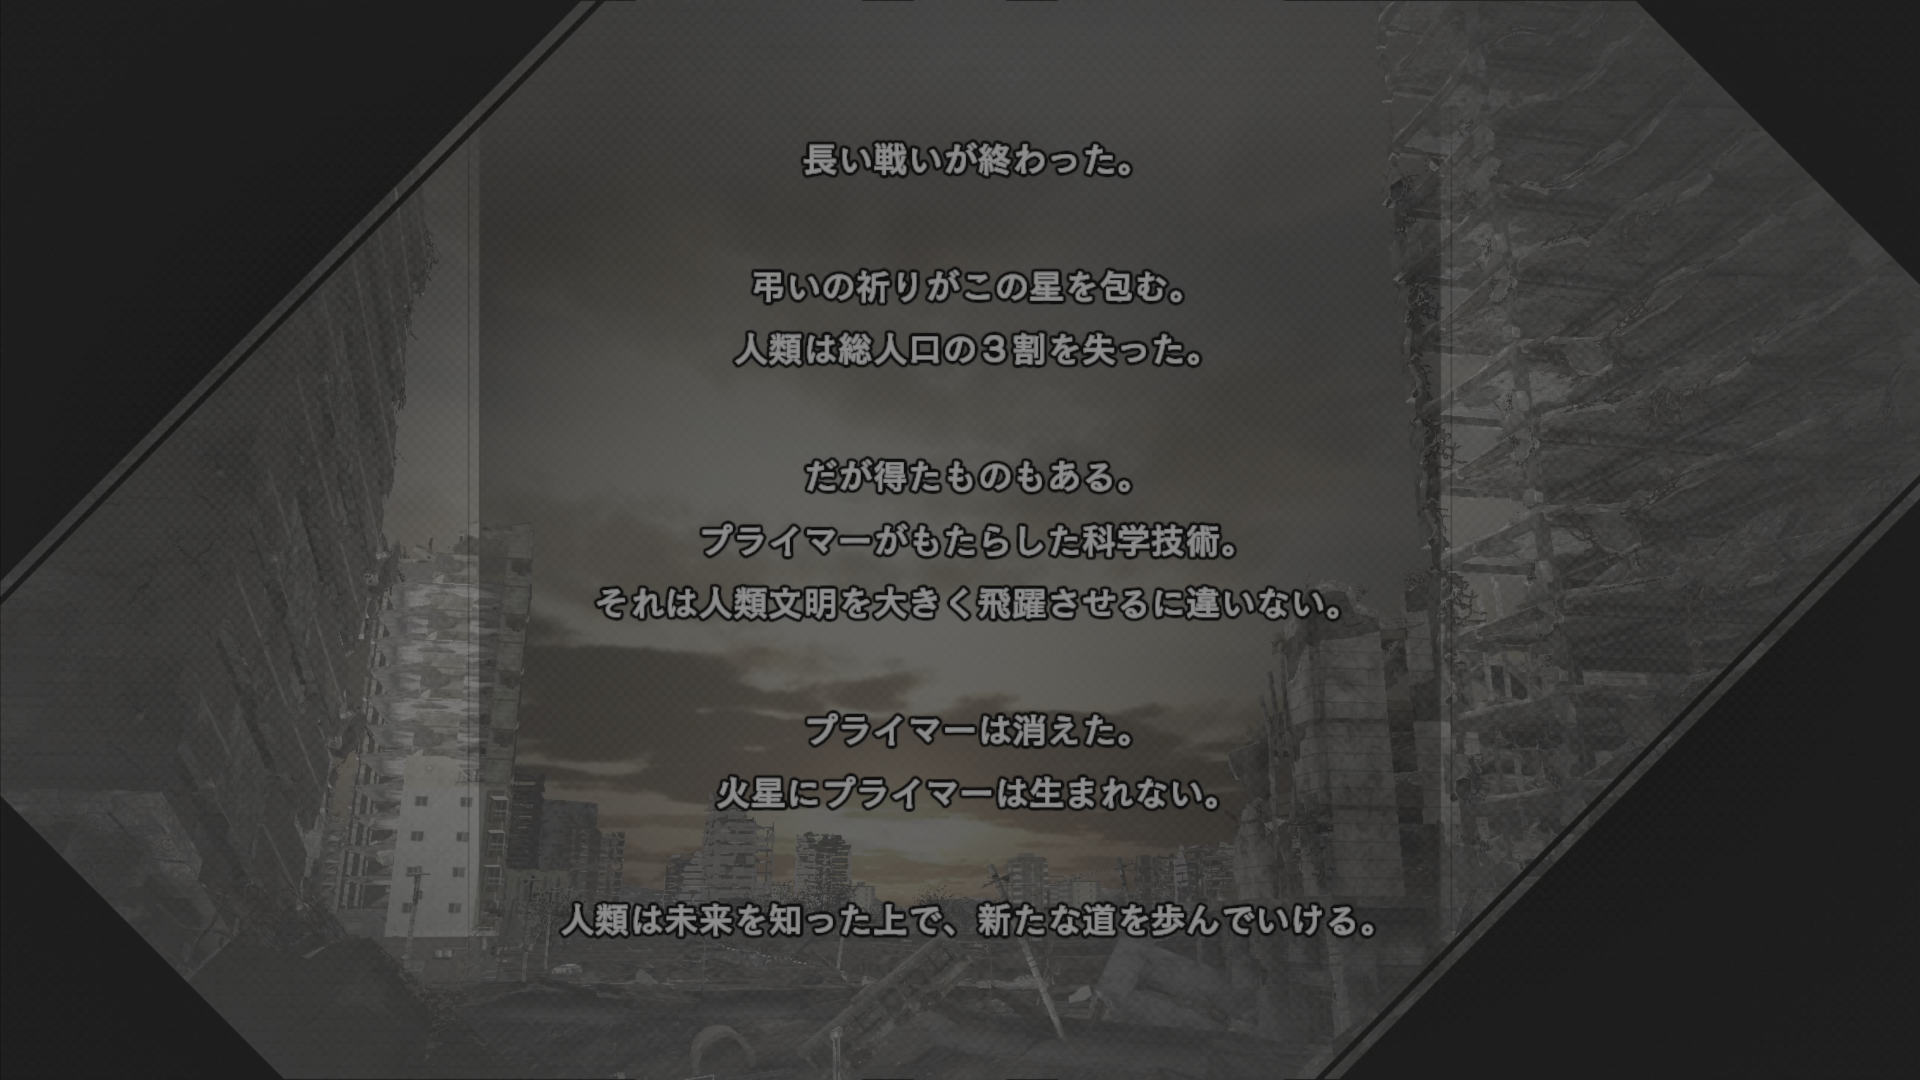 長い戦いが終わった。
弔いの祈りがこの星を包む。
人類は総人口の３割を失った。
だが得たものもある。
プライマーがもたらした科学技術。
それは人類文明を大きく飛躍させるに違いない。
プライマーは消えた。
火星にプライマーは生まれない。
人類は未来を知った上で、新たな道を歩んでいける。